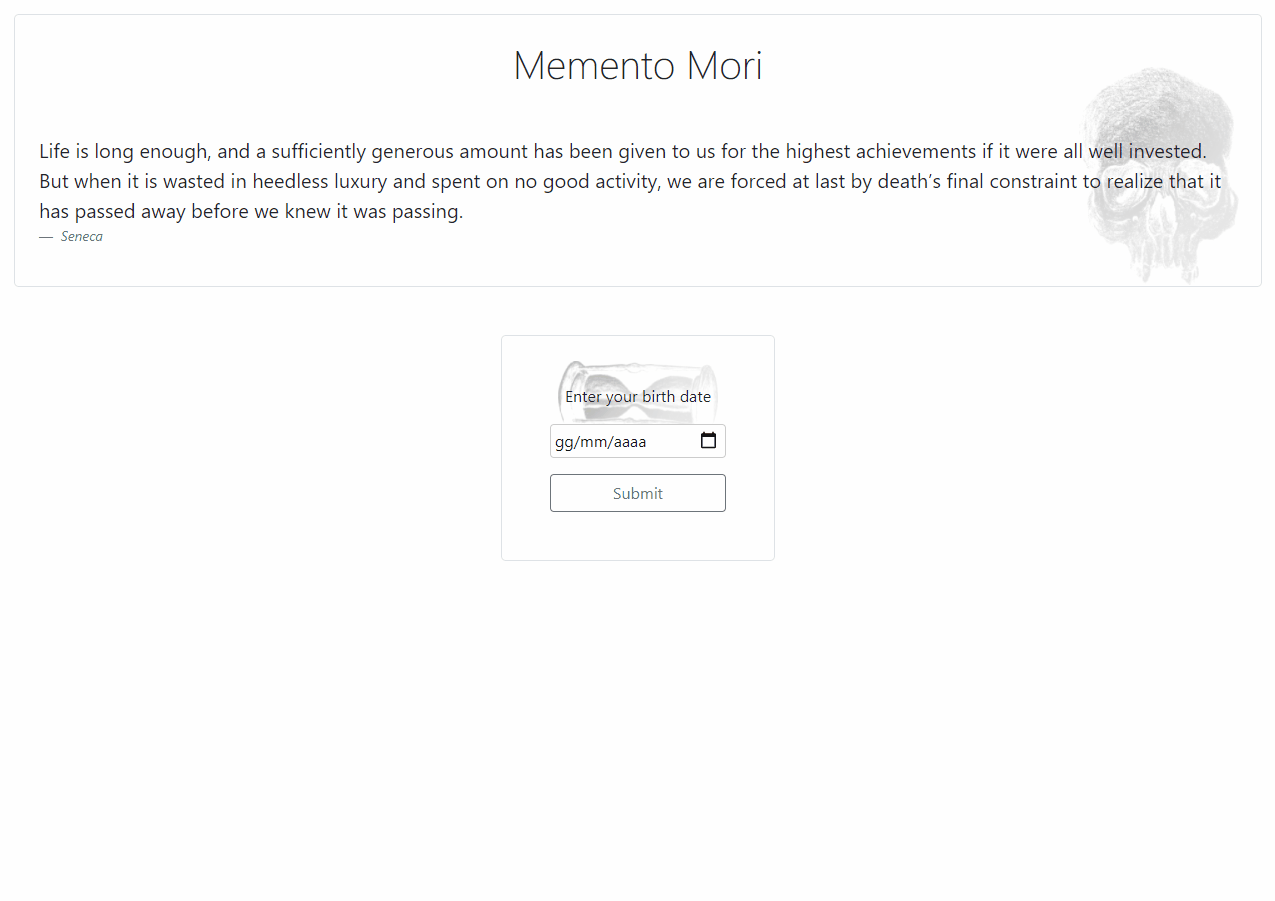 Memento Mori
Life is long enough, and a sufficiently generous amount has been given to us for the highest achievements if it were all well invested.
But when it is wasted in heedless luxury and spent on no good activity, we are forced at last by death’s final constraint to realize that it
has passed away before we knew it was passing.
— Seneca
Enter your birth date
gg/mm/aaaa
Submit